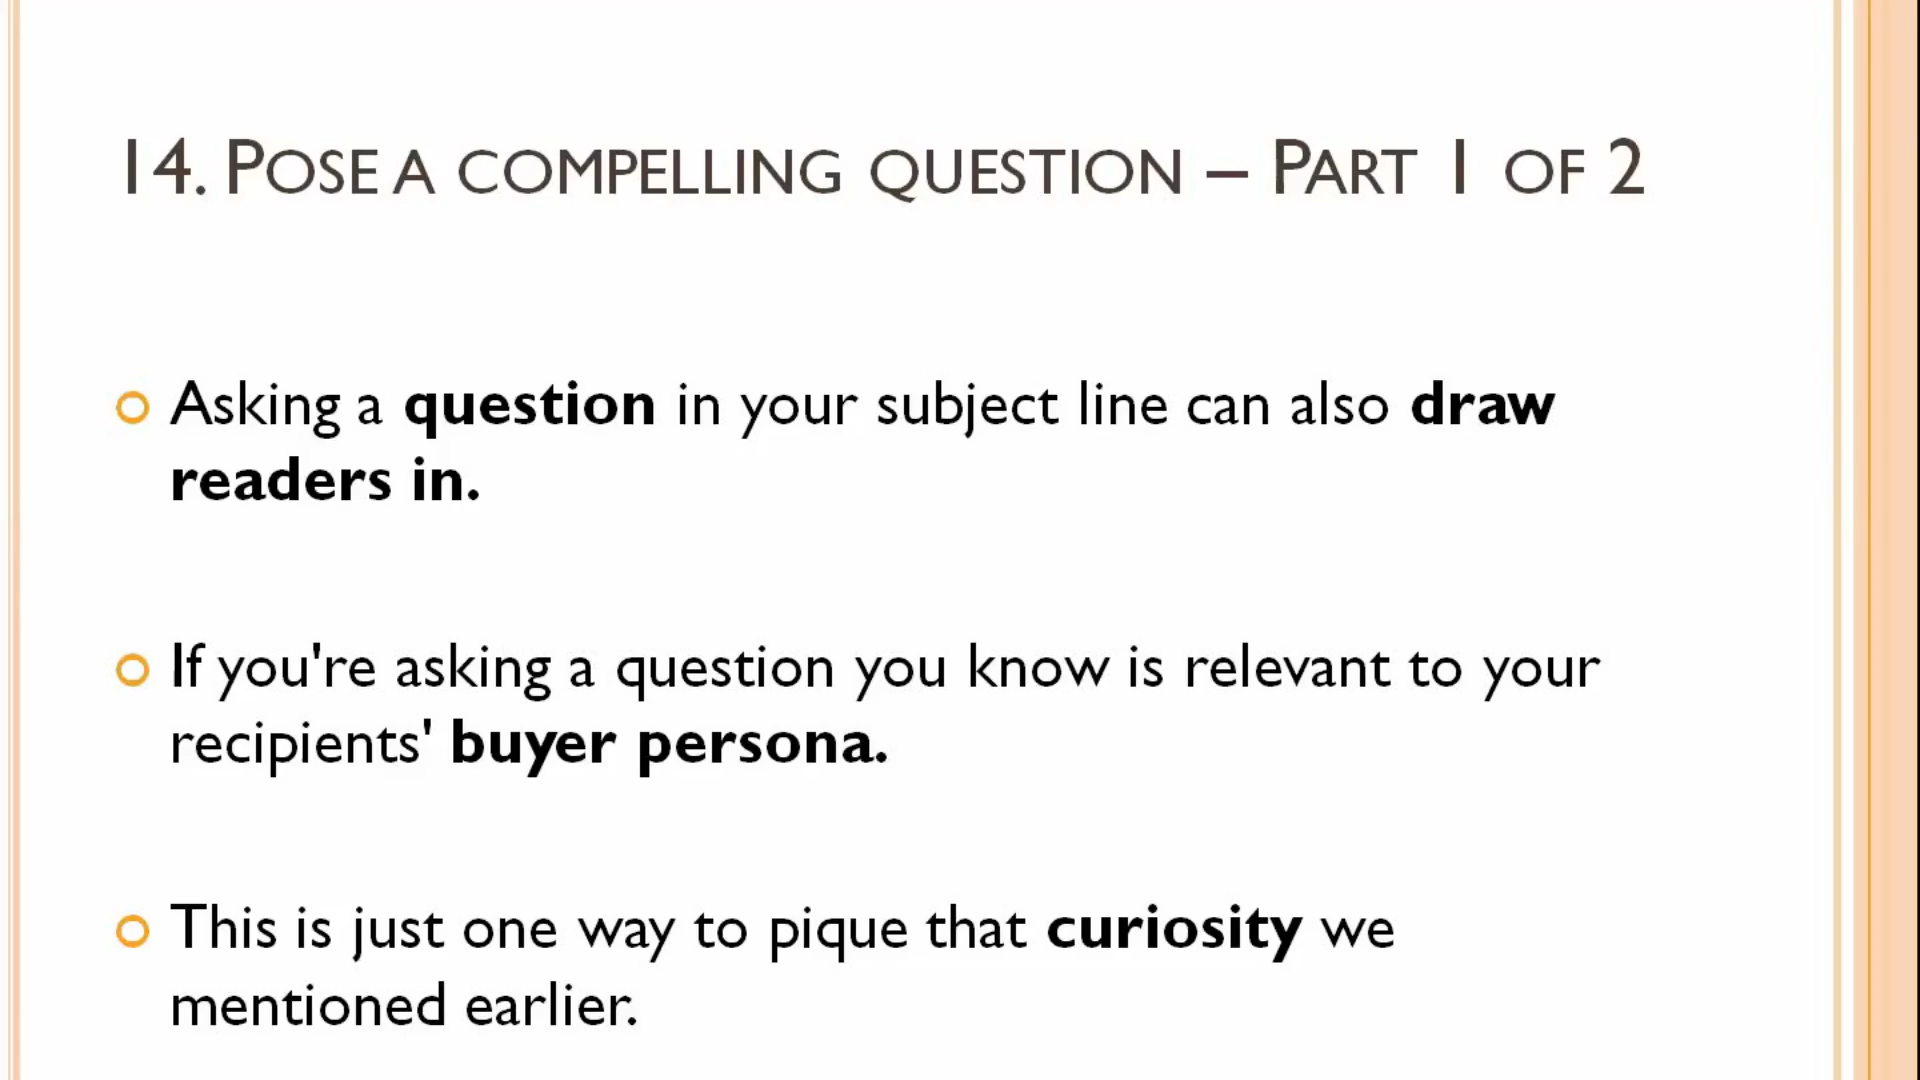 14. Pose a compelling question – Part 1 of 2
Asking a question in your subject line can also draw
readers in.
If you're asking a question you know is relevant to your
recipients' buyer persona.
This is just one way to pique that curiosity we
mentioned earlier.